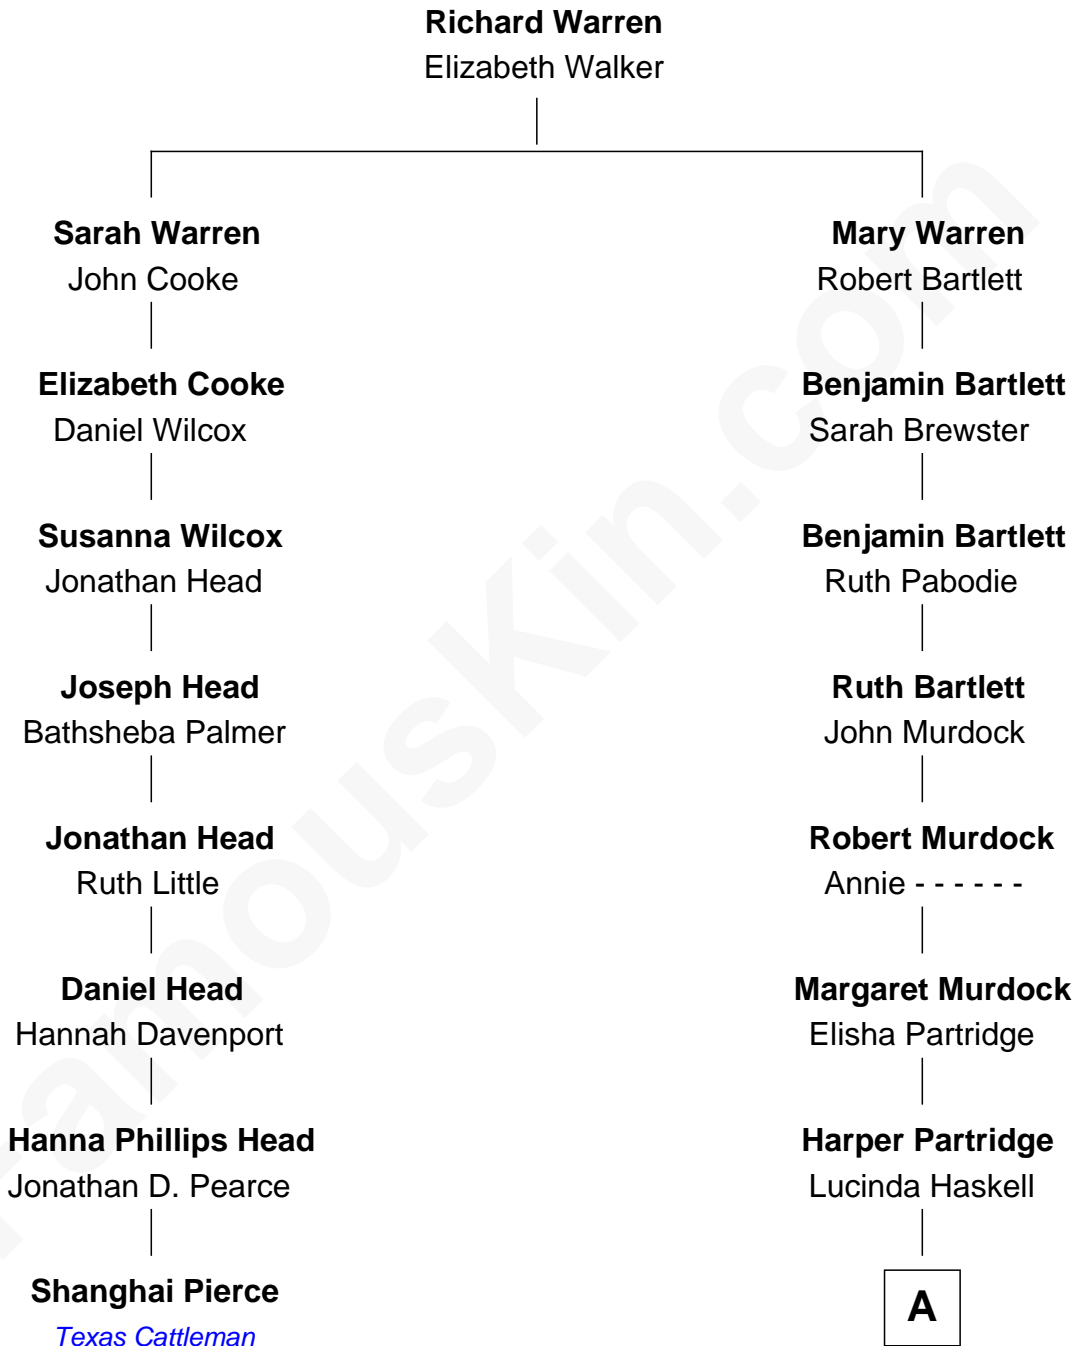 Richard Warren
Elizabeth Walker
Sarah Warren
John Cooke
Elizabeth Cooke
Daniel Wilcox
Susanna Wilcox
Jonathan Head
Joseph Head
Bathsheba Palmer
Jonathan Head
Ruth Little
Daniel Head
Hannah Davenport
Hanna Phillips Head
Jonathan D. Pearce
Shanghai Pierce
Texas Cattleman
Mary Warren
Robert Bartlett
Benjamin Bartlett
Sarah Brewster
Benjamin Bartlett
Ruth Pabodie
Ruth Bartlett
John Murdock
Robert Murdock
Annie - - - - - -
Margaret Murdock
Elisha Partridge
Harper Partridge
Lucinda Haskell
A
FamousKin.com